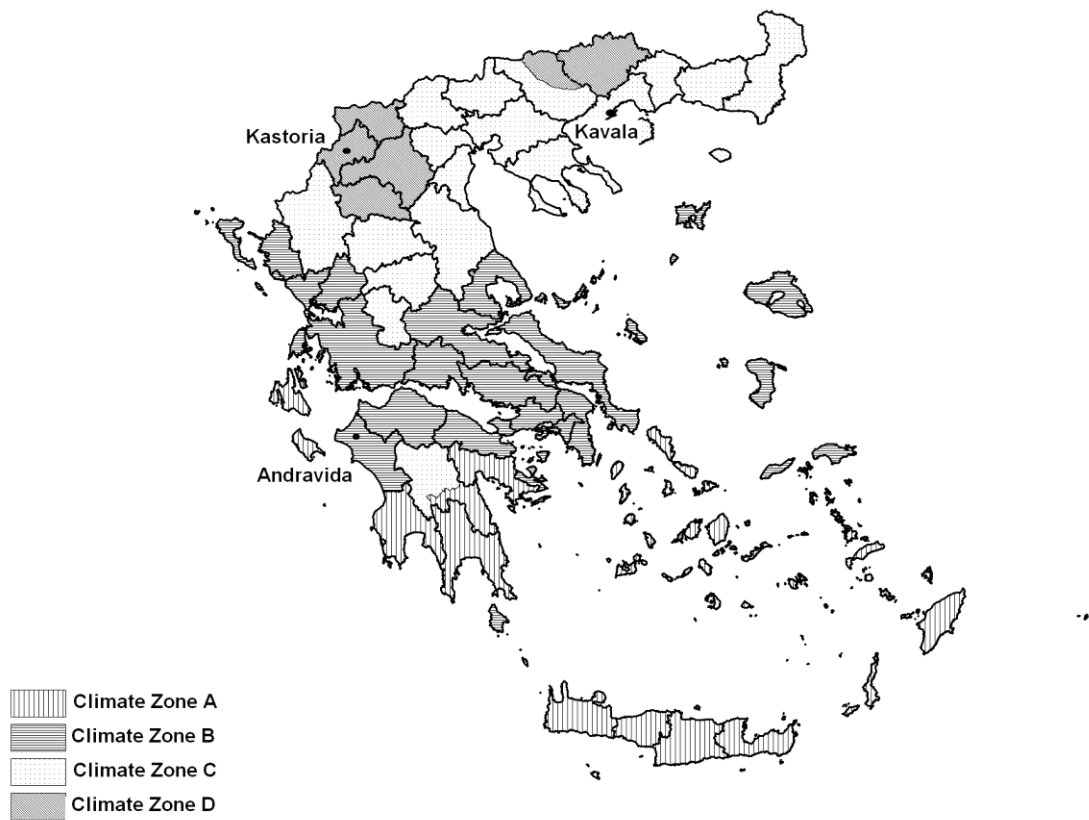 Kastoria
Kavala
Andravida
Climate Zone A
Climate Zone B
Climate Zone C
Climate Zone D